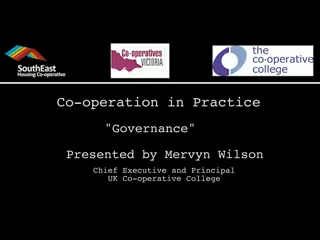 SouthEast
Housing Co-operative
Co-operatives
VICTORIA
the
co-operative
college
Co-operation in Practice
"Governance"
Presented by Mervyn Wilson
Chief Executive and Principal
UK Co-operative College